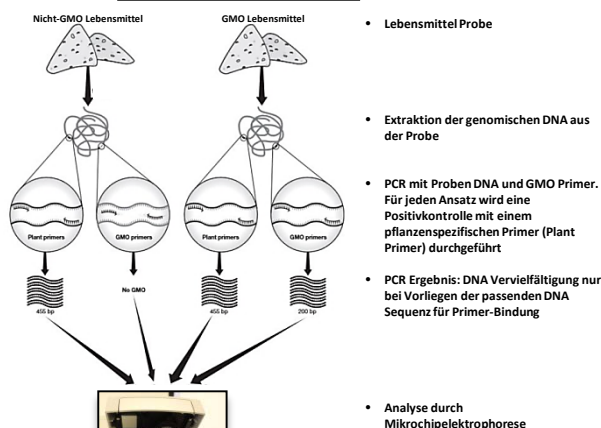 Nicht-GMO Lebensmittel
GMO Lebensmittel
• Lebensmittel Probe
• Extraktion der genomischen DNA aus
der Probe
• PCR mit Proben DNA und GMO Primer.
Für jeden Ansatz wird eine
Positivkontrolle mit einem
pflanzenspezifischen Primer (Plant
Primer) durchgeführt
Plant primers
GMO primers
Plant primers
GMO primers
• PCR Ergebnis: DNA Vervielfältigung nur
bei Vorliegen der passenden DNA
Sequenz für Primer-Bindung
No GMO
455 bp
455 bp
200 bp
• Analyse durch
Mikrochipelektrophorese